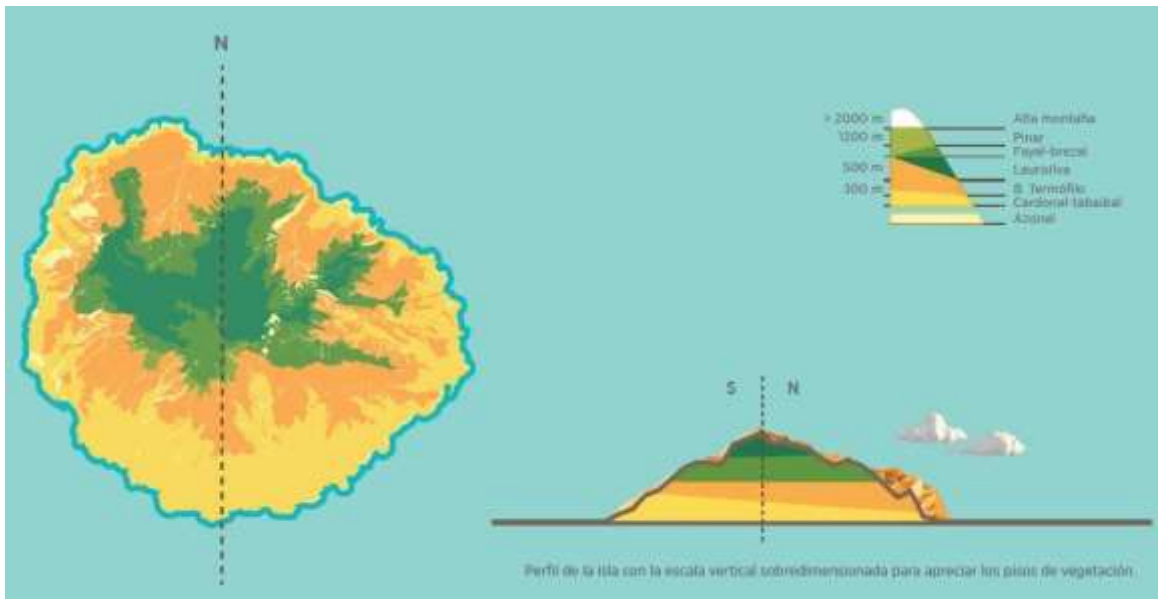 N
> 2000 m
Alta montaña
1200 m
Pinar
Fayal-brezal
500 m
Laurisilva
300 m
B. Termófilo
Cardonal tabaibal
Azonal
S
N
Perfil de la isla con la escala vertical sobredimensionada para apreciar los pisos de vegetación.